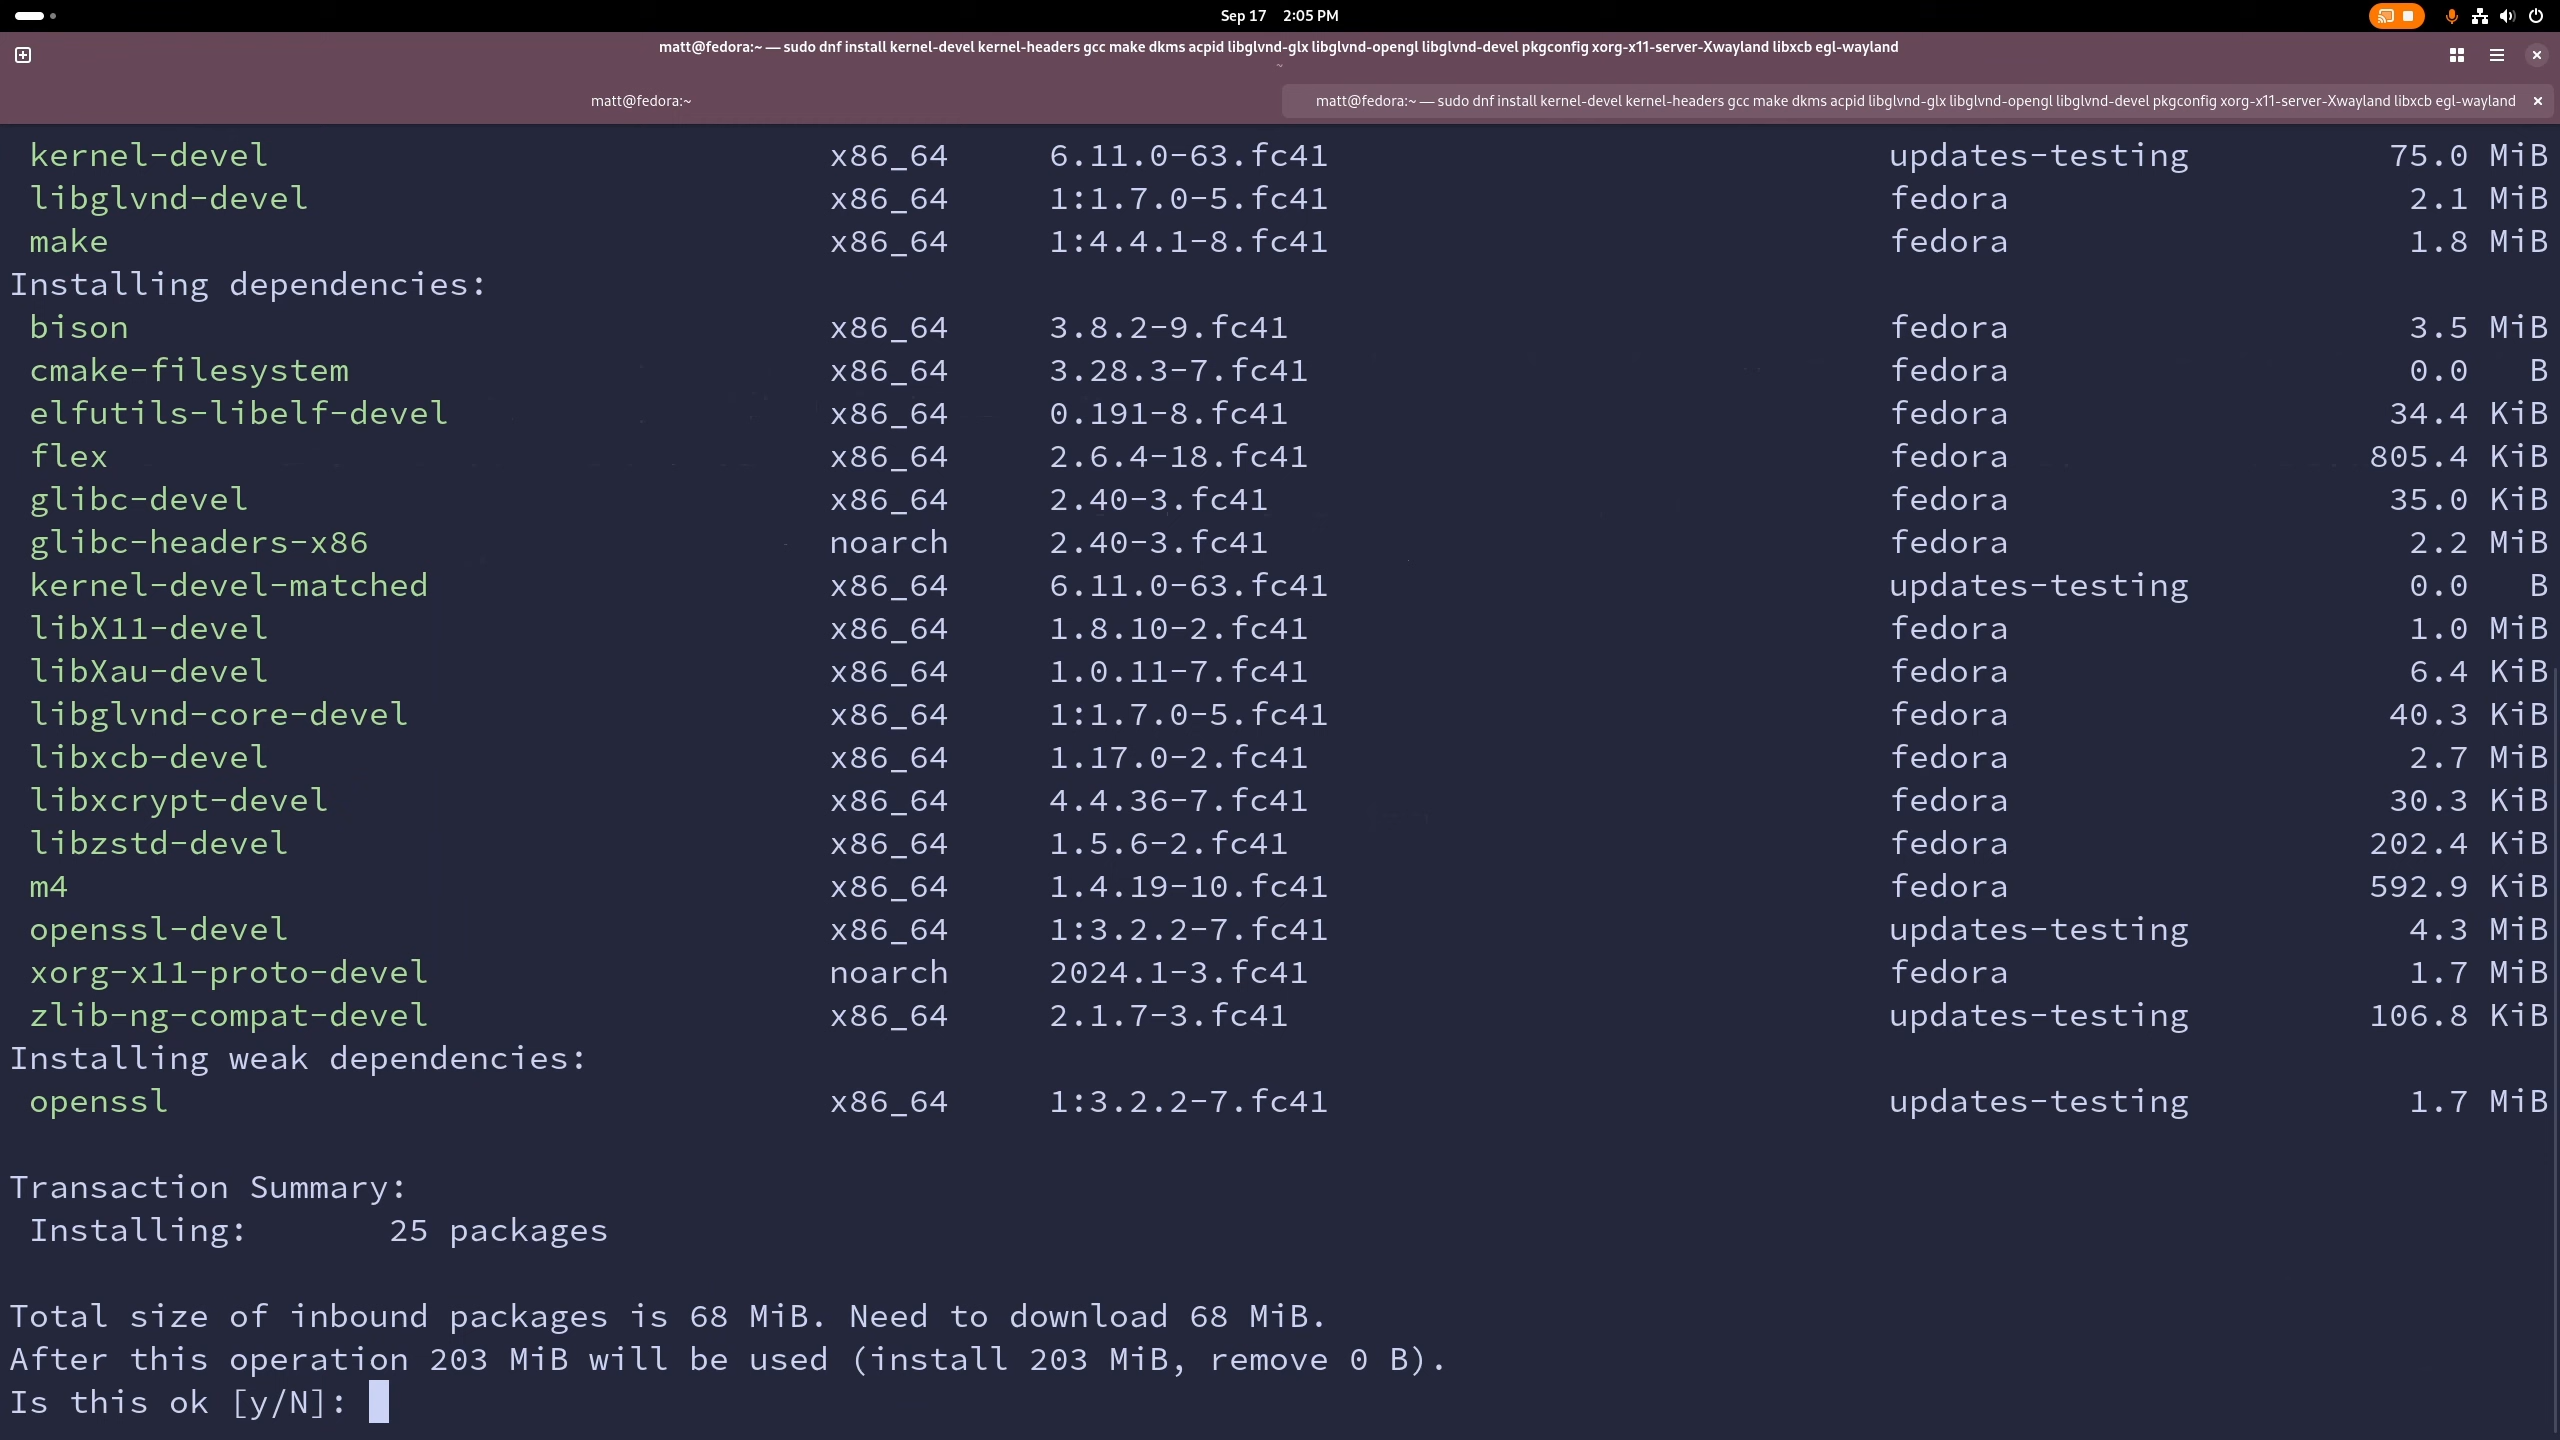 Sep 17 2:05 PM
matt@fedora:~ — sudo dnf install kernel-devel kernel-headers gcc make dkms acpid libglvnd-glx libglvnd-opengl libglvnd-devel pkgconfig xorg-x11-server-Xwayland libxcb egl-wayland
~
matt@fedora:~
matt@fedora:~ — sudo dnf install kernel-devel kernel-headers gcc make dkms acpid libglvnd-glx libglvnd-opengl libglvnd-devel pkgconfig xorg-x11-server-Xwayland libxcb egl-wayland
kernel-devel x86_64 6.11.0-63.fc41 updates-testing 75.0 MiB
libglvnd-devel x86_64 1:1.7.0-5.fc41 fedora 2.1 MiB
make x86_64 1:4.4.1-8.fc41 fedora 1.8 MiB
Installing dependencies:
bison x86_64 3.8.2-9.fc41 fedora 3.5 MiB
cmake-filesystem x86_64 3.28.3-7.fc41 fedora 0.0 B
elfutils-libelf-devel x86_64 0.191-8.fc41 fedora 34.4 KiB
flex x86_64 2.6.4-18.fc41 fedora 805.4 KiB
glibc-devel x86_64 2.40-3.fc41 fedora 35.0 KiB
glibc-headers-x86 noarch 2.40-3.fc41 fedora 2.2 MiB
kernel-devel-matched x86_64 6.11.0-63.fc41 updates-testing 0.0 B
libX11-devel x86_64 1.8.10-2.fc41 fedora 1.0 MiB
libXau-devel x86_64 1.0.11-7.fc41 fedora 6.4 KiB
libglvnd-core-devel x86_64 1:1.7.0-5.fc41 fedora 40.3 KiB
libxcb-devel x86_64 1.17.0-2.fc41 fedora 2.7 MiB
libxcrypt-devel x86_64 4.4.36-7.fc41 fedora 30.3 KiB
libzstd-devel x86_64 1.5.6-2.fc41 fedora 202.4 KiB
m4 x86_64 1.4.19-10.fc41 fedora 592.9 KiB
openssl-devel x86_64 1:3.2.2-7.fc41 updates-testing 4.3 MiB
xorg-x11-proto-devel noarch 2024.1-3.fc41 fedora 1.7 MiB
zlib-ng-compat-devel x86_64 2.1.7-3.fc41 updates-testing 106.8 KiB
Installing weak dependencies:
openssl x86_64 1:3.2.2-7.fc41 updates-testing 1.7 MiB
Transaction Summary:
Installing: 25 packages
Total size of inbound packages is 68 MiB. Need to download 68 MiB.
After this operation 203 MiB will be used (install 203 MiB, remove 0 B).
Is this ok [y/N]: